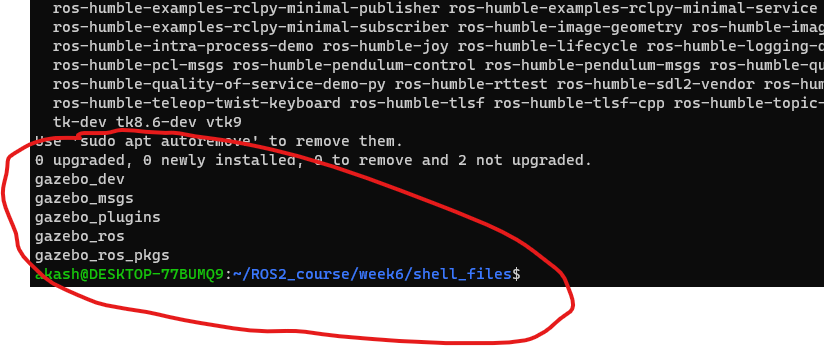 ros-humble-examples-rclpy-minimal-publisher ros-humble-examples-rclpy-minimal-service
ros-humble-examples-rclpy-minimal-subscriber ros-humble-image-geometry ros-humble-imag
ros-humble-intra-process-demo ros-humble-joy ros-humble-lifecycle ros-humble-logging-d
ros-humble-pcl-msgs ros-humble-pendulum-control ros-humble-pendulum-msgs ros-humble-qu
ros-humble-quality-of-service-demo-py ros-humble-rttest ros-humble-sdl2-vendor ros-hum
ros-humble-teleop-twist-keyboard ros-humble-tlsf ros-humble-tlsf-cpp ros-humble-topic-
tk-dev tk8.6-dev vtk9
Use 'sudo apt autoremove' to remove them.
0 upgraded, 0 newly installed, 0 to remove and 2 not upgraded.
gazebo_dev
gazebo_msgs
gazebo_plugins
gazebo_ros
gazebo_ros_pkgs
akash@DESKTOP-77BUMQ9:~/ROS2_course/week6/shell_files$